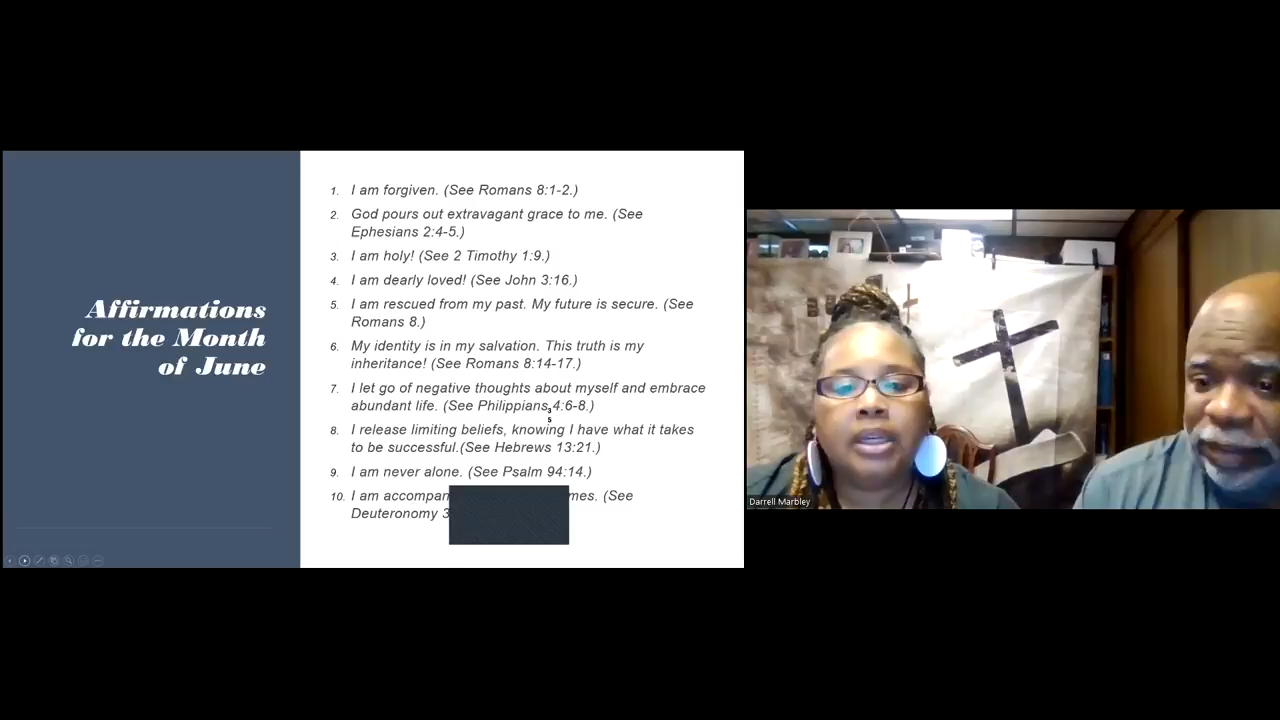 Affirmations
for the Month
of June
1. I am forgiven. (See Romans 8:1-2.)
2. God pours out extravagant grace to me. (See
Ephesians 2:4-5.)
3. I am holy! (See 2 Timothy 1:9.)
4. I am dearly loved! (See John 3:16.)
5. I am rescued from my past. My future is secure. (See
Romans 8.)
6. My identity is in my salvation. This truth is my
inheritance! (See Romans 8:14-17.)
7. I let go of negative thoughts about myself and embrace
abundant life. (See Philippians 4:6-8.)
3
5
8. I release limiting beliefs, knowing I have what it takes
to be successful.(See Hebrews 13:21.)
9. I am never alone. (See Psalm 94:14.)
10. I am (See
Deuteronomy 3
Darrell Marbley